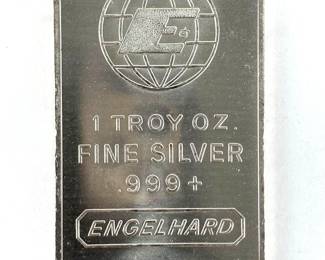 E
1 TROY OZ.
FINE SILVER
.999+
ENGELHARD